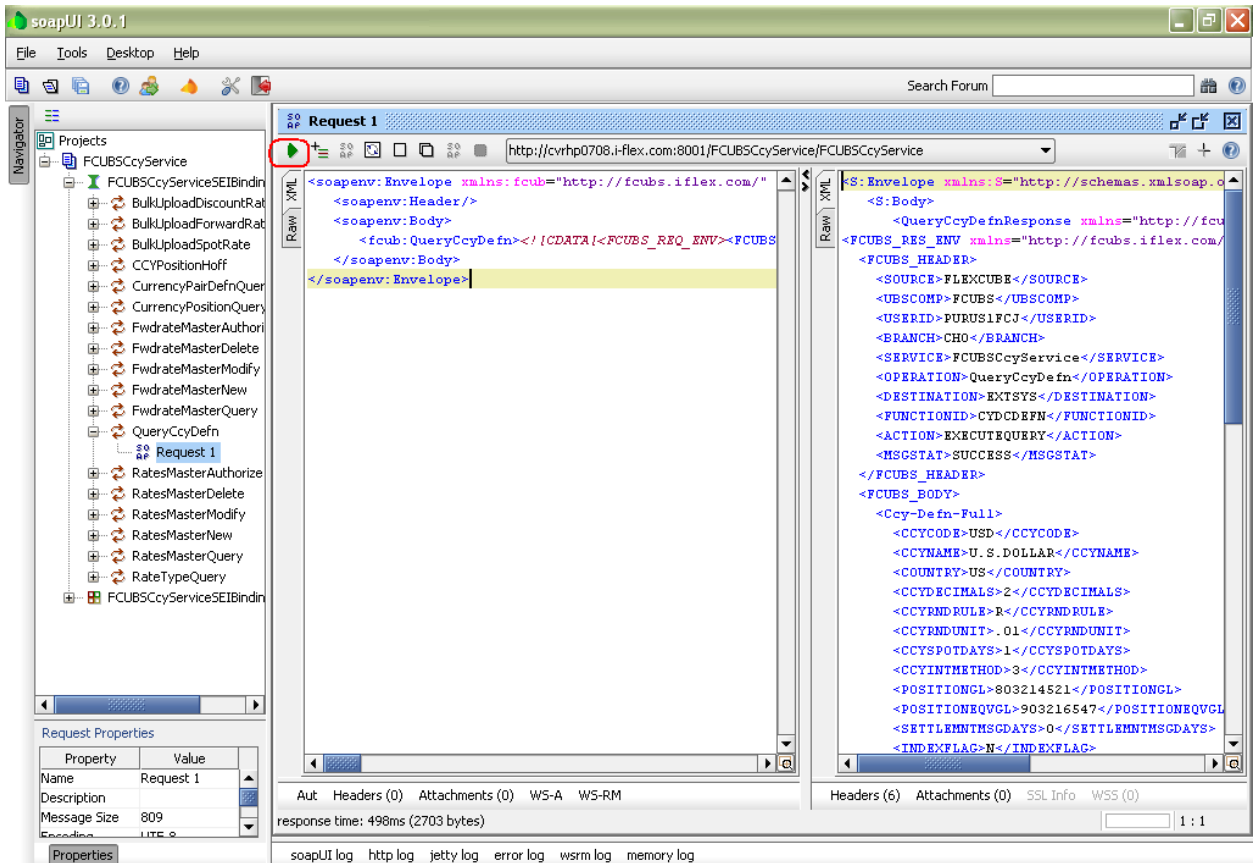 soapUI 3.0.1
File Tools Desktop Help
Search Forum
Navigator
Projects
FCUBSCcyService
FCUBSCcyServiceSEIBindin
BulkUploadDiscountRat
BulkUploadForwardRat
BulkUploadSpotRate
CCYPositionHoff
CurrencyPairDefnQuer
CurrencyPositionQuery
FwdrateMasterAuthori
FwdrateMasterDelete
FwdrateMasterModify
FwdrateMasterNew
FwdrateMasterQuery
QueryCcyDefn
SOAP Request 1
RatesMasterAuthorize
RatesMasterDelete
RatesMasterModify
RatesMasterNew
RatesMasterQuery
RateTypeQuery
FCUBSCcyServiceSEIBindin
Request Properties
Property Value
Name Request 1
Description
Message Size 809
Encoding UTF-8
Properties
SOAP Request 1
http://cvrhp0708.i-flex.com:8001/FCUBSCcyService/FCUBSCcyService
XML
Raw
<soapenv:Envelope xmlns:fcub="http://fcubs.iflex.com/"
<soapenv:Header/>
<soapenv:Body>
<fcub:QueryCcyDefn><![CDATA[<FCUBS_REQ_ENV><FCUBS
</soapenv:Body>
</soapenv:Envelope>
Aut Headers (0) Attachments (0) WS-A WS-RM
XML
Raw
<S:Envelope xmlns:S="http://schemas.xmlsoap.o
<S:Body>
<QueryCcyDefnResponse xmlns="http://fcu
<FCUBS_RES_ENV xmlns="http://fcubs.iflex.com/
<FCUBS_HEADER>
<SOURCE>FLEXCUBE</SOURCE>
<UBSCOMP>FCUBS</UBSCOMP>
<USERID>PURUS1FCJ</USERID>
<BRANCH>CHO</BRANCH>
<SERVICE>FCUBSCcyService</SERVICE>
<OPERATION>QueryCcyDefn</OPERATION>
<DESTINATION>EXTSYS</DESTINATION>
<FUNCTIONID>CYDCDEFN</FUNCTIONID>
<ACTION>EXECUTEQUERY</ACTION>
<MSGSTAT>SUCCESS</MSGSTAT>
</FCUBS_HEADER>
<FCUBS_BODY>
<Ccy-Defn-Full>
<CCYCODE>USD</CCYCODE>
<CCYNAME>U.S.DOLLAR</CCYNAME>
<COUNTRY>US</COUNTRY>
<CCYDECIMALS>2</CCYDECIMALS>
<CCYRNDRULE>R</CCYRNDRULE>
<CCYRNDUNIT>.01</CCYRNDUNIT>
<CCYSPOTDAYS>1</CCYSPOTDAYS>
<CCYINTMETHOD>3</CCYINTMETHOD>
<POSITIONGL>803214521</POSITIONGL>
<POSITIONEQVGL>903216547</POSITIONEQVGL
<SETTLEMNTMSGDAYS>0</SETTLEMNTMSGDAYS>
<INDEXFLAG>N</INDEXFLAG>
Headers (6) Attachments (0) SSL Info WSS (0)
response time: 498ms (2703 bytes)
1 : 1
soapUI log http log jetty log error log wsrm log memory log